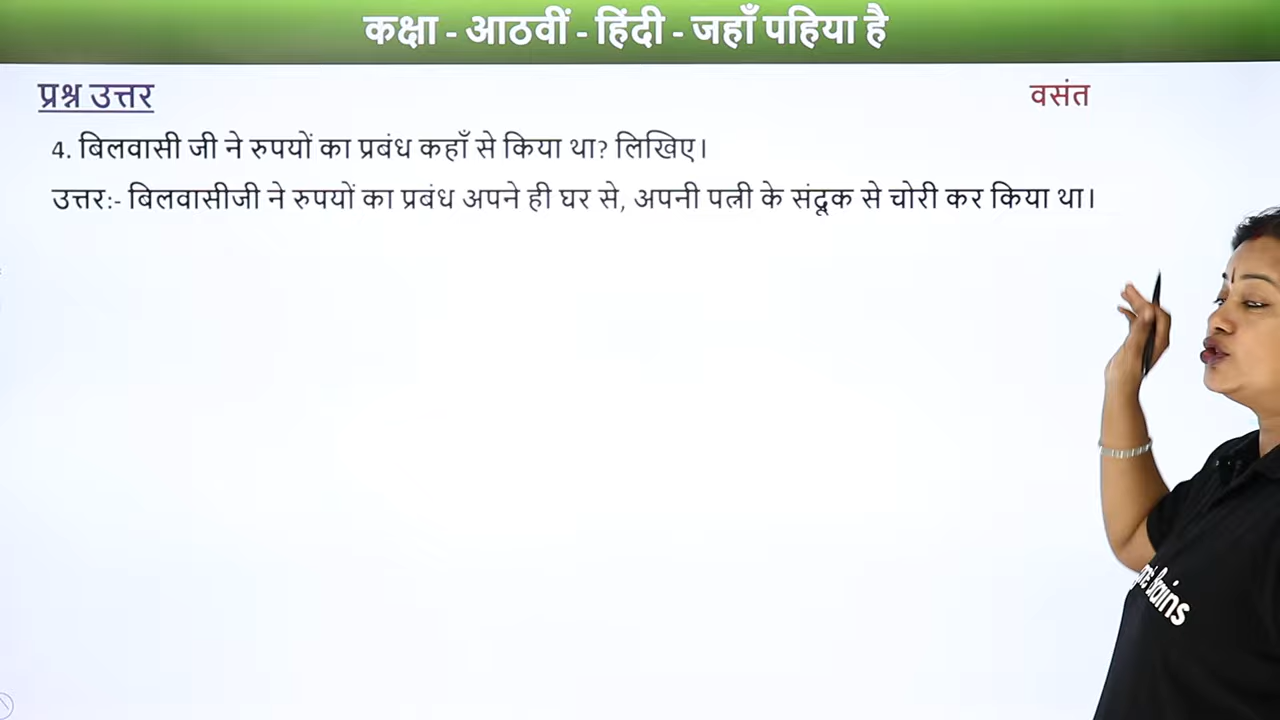 कक्षा - आठवीं - हिंदी - जहाँ पहिया है
प्रश्न उत्तर
वसंत
4. बिलवासी जी ने रुपयों का प्रबंध कहाँ से किया था? लिखिए।
उत्तर:- बिलवासीजी ने रुपयों का प्रबंध अपने ही घर से, अपनी पत्नी के संदूक से चोरी कर किया था।
Brains